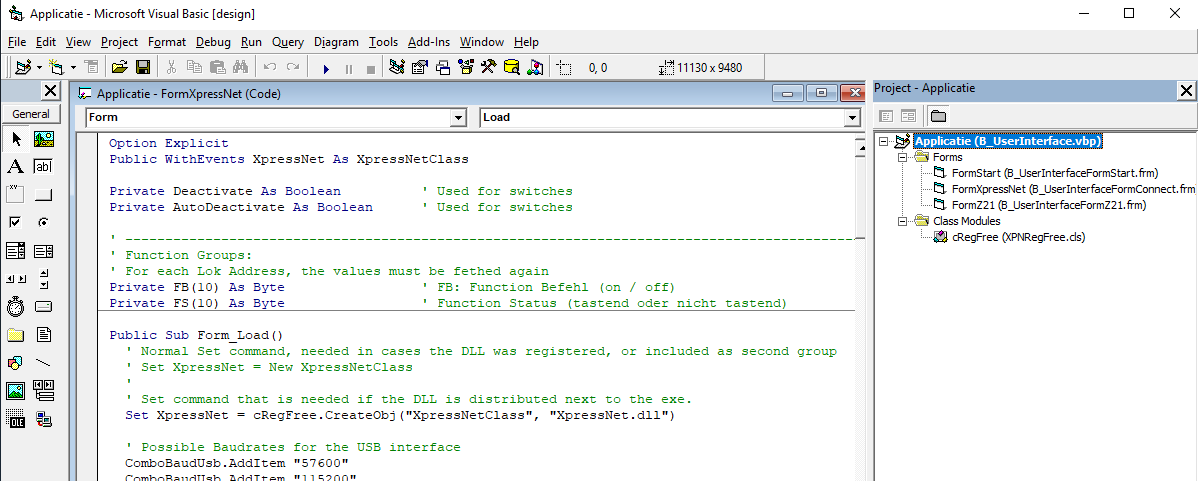 Applicatie - Microsoft Visual Basic [design]
File Edit View Project Format Debug Run Query Diagram Tools Add-Ins Window Help
0, 0 11130 x 9480
General
Applicatie - FormXpressNet (Code)
Form Load
Option Explicit
Public WithEvents XpressNet As XpressNetClass
Private Deactivate As Boolean ' Used for switches
Private AutoDeactivate As Boolean ' Used for switches
' --------------------------------------------------------------------------------------------
' Function Groups:
' For each Lok Address, the values must be fethed again
Private FB(10) As Byte ' FB: Function Befehl (on / off)
Private FS(10) As Byte ' Function Status (tastend oder nicht tastend)
Public Sub Form_Load()
' Normal Set command, needed in cases the DLL was registered, or included as second group
' Set XpressNet = New XpressNetClass
'
' Set command that is needed if the DLL is distributed next to the exe.
Set XpressNet = cRegFree.CreateObj("XpressNetClass", "XpressNet.dll")
' Possible Baudrates for the USB interface
ComboBaudUsb.AddItem "57600"
ComboBaudUsb.AddItem "115200"
A
ab
xy
OLE
Project - Applicatie
Applicatie (B_UserInterface.vbp)
Forms
FormStart (B_UserInterfaceFormStart.frm)
FormXpressNet (B_UserInterfaceFormConnect.frm
FormZ21 (B_UserInterfaceFormZ21.frm)
Class Modules
cRegFree (XPNRegFree.cls)